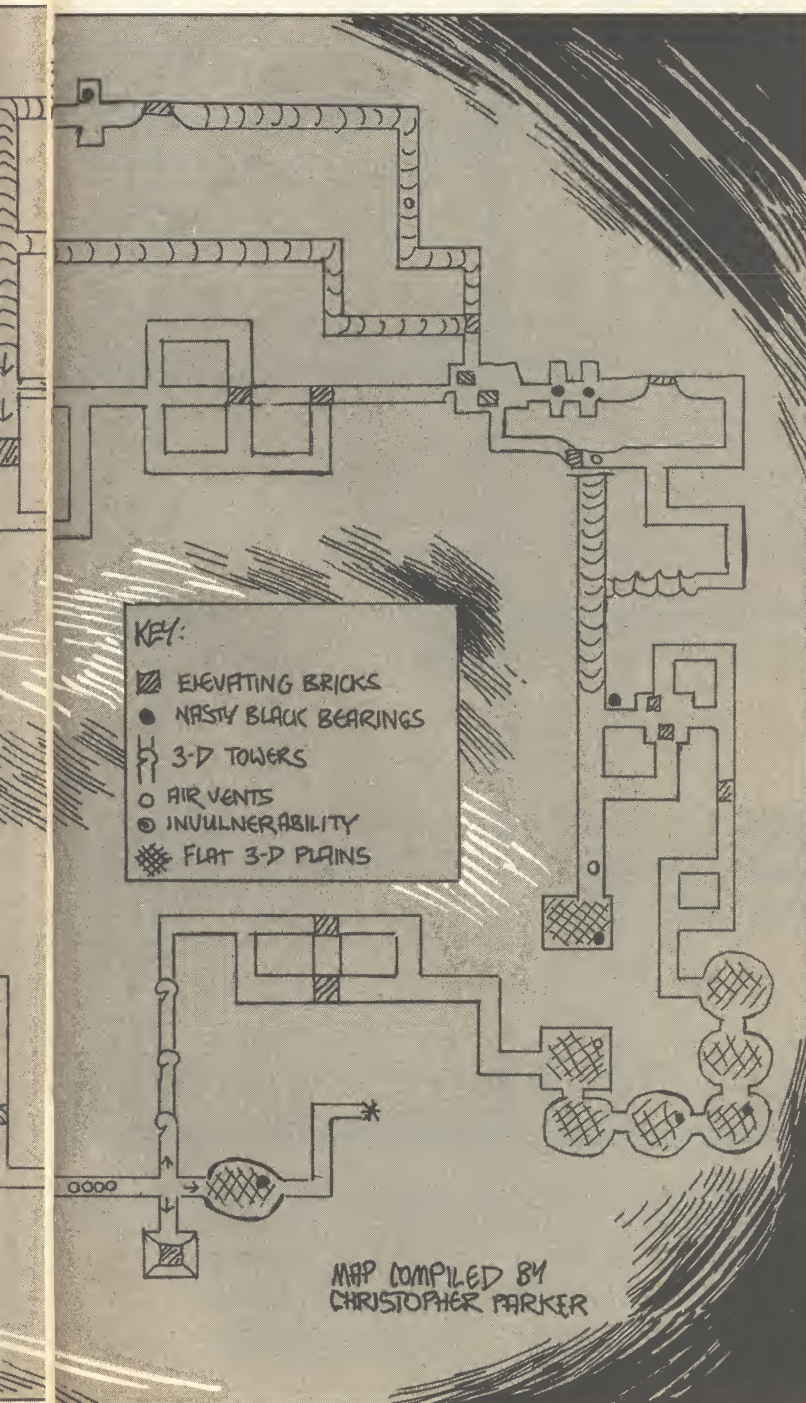 KEY:
ELEVATING BRICKS
NASTY BLACK BEARINGS
3-D TOWERS
AIR VENTS
INVULNERABILITY
FLAT 3-D PLAINS
MAP COMPILED BY
CHRISTOPHER PARKER